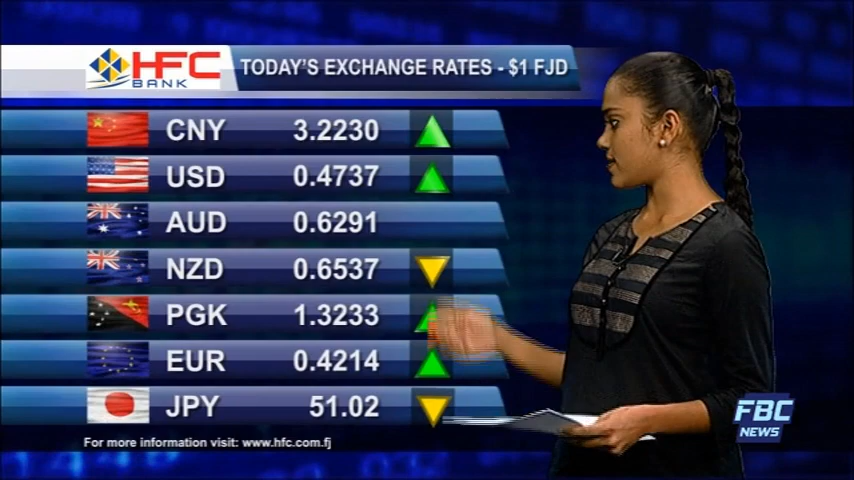 HFC
BANK
TODAY'S EXCHANGE RATES - $1 FJD
CNY 3.2230
USD 0.4737
AUD 0.6291
NZD 0.6537
PGK 1.3233
EUR 0.4214
JPY 51.02
For more information visit: www.hfc.com.fj
FBC
NEWS